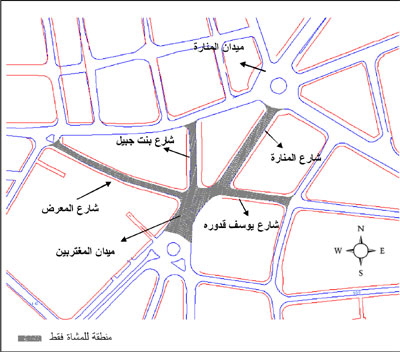 ميدان المنارة
شارع بنت جبيل
شارع المنارة
شارع المعرض
شارع يوسف قدوره
ميدان المغتربين
N
W E
S
منطقة للمشاة فقط